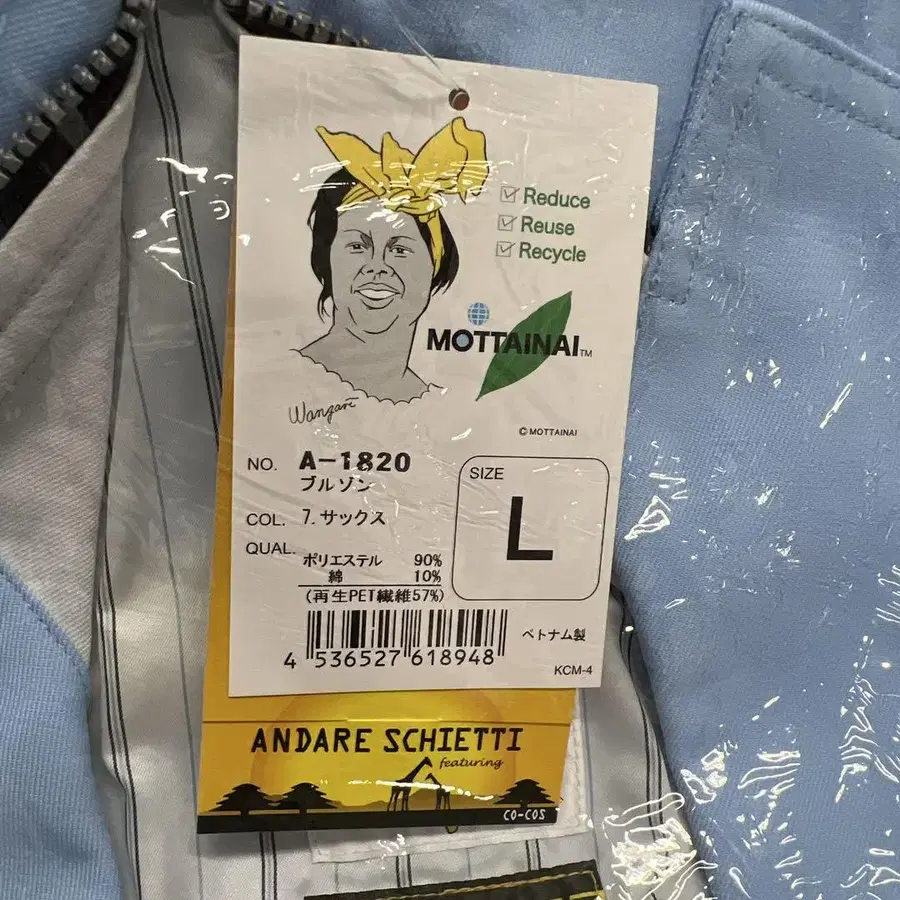 Reduce
Reuse
Recycle
MOTTAINAI™
Wangari
© MOTTAINAI
NO. A-1820
ブルゾン
COL. 7. サックス
QUAL.
ポリエステル 90%
綿 10%
(再生PET繊維57%)
SIZE
L
4 536527 618948
ベトナム製
KCM-4
ANDARE SCHIETTI
featuring
CO-COS